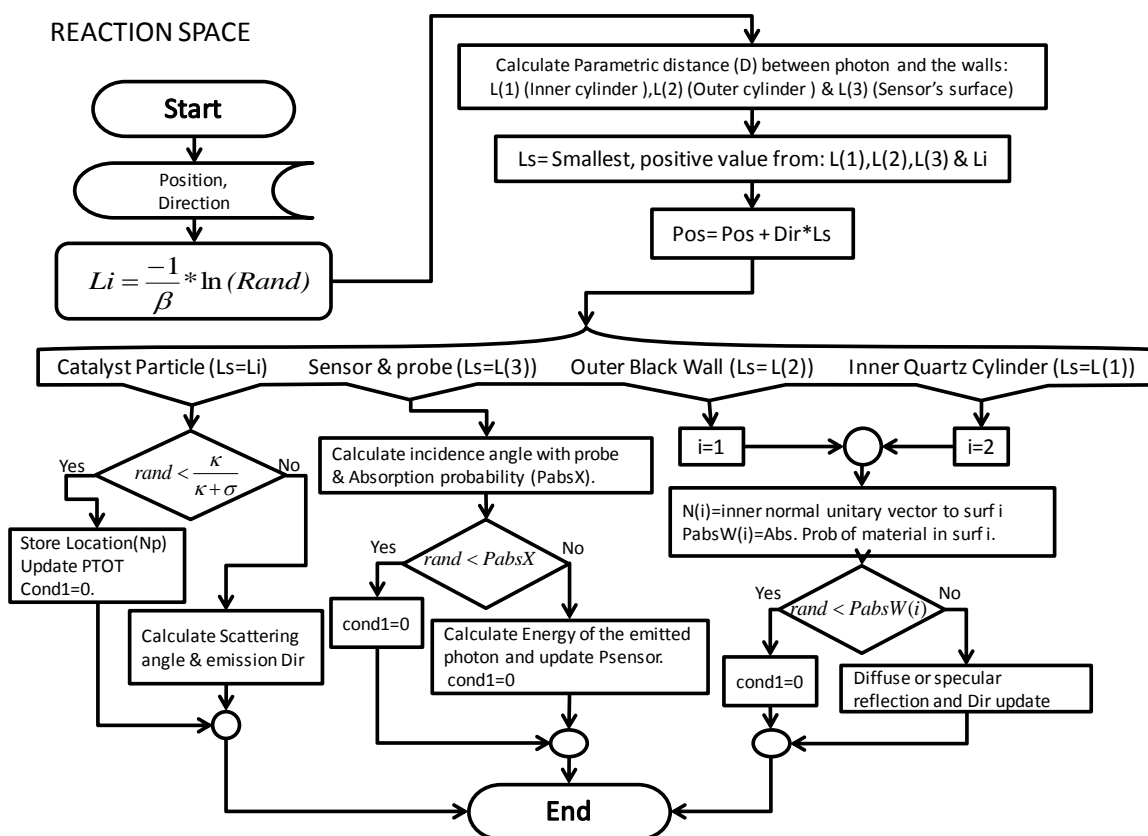 REACTION SPACE
Start
Position,
Direction
Li = \frac{-1}{\beta} * ln (Rand)
Calculate Parametric distance (D) between photon and the walls:
L(1) (Inner cylinder ),L(2) (Outer cylinder ) & L(3) (Sensor's surface)
Ls= Smallest, positive value from: L(1),L(2),L(3) & Li
Pos= Pos + Dir*Ls
Catalyst Particle (Ls=Li)
Sensor & probe (Ls=L(3))
Outer Black Wall (Ls= L(2))
Inner Quartz Cylinder (Ls=L(1))
Yes
rand < \frac{κ}{κ+σ}
No
Store Location(Np)
Update PTOT
Cond1=0.
Calculate Scattering
angle & emission Dir
Calculate incidence angle with probe
& Absorption probability (PabsX).
Yes
rand < PabsX
No
cond1=0
Calculate Energy of the emitted
photon and update Psensor.
cond1=0
i=1
i=2
N(i)=inner normal unitary vector to surf i
PabsW(i)=Abs. Prob of material in surf i.
Yes
rand < PabsW(i)
No
cond1=0
Diffuse or specular
reflection and Dir update
End